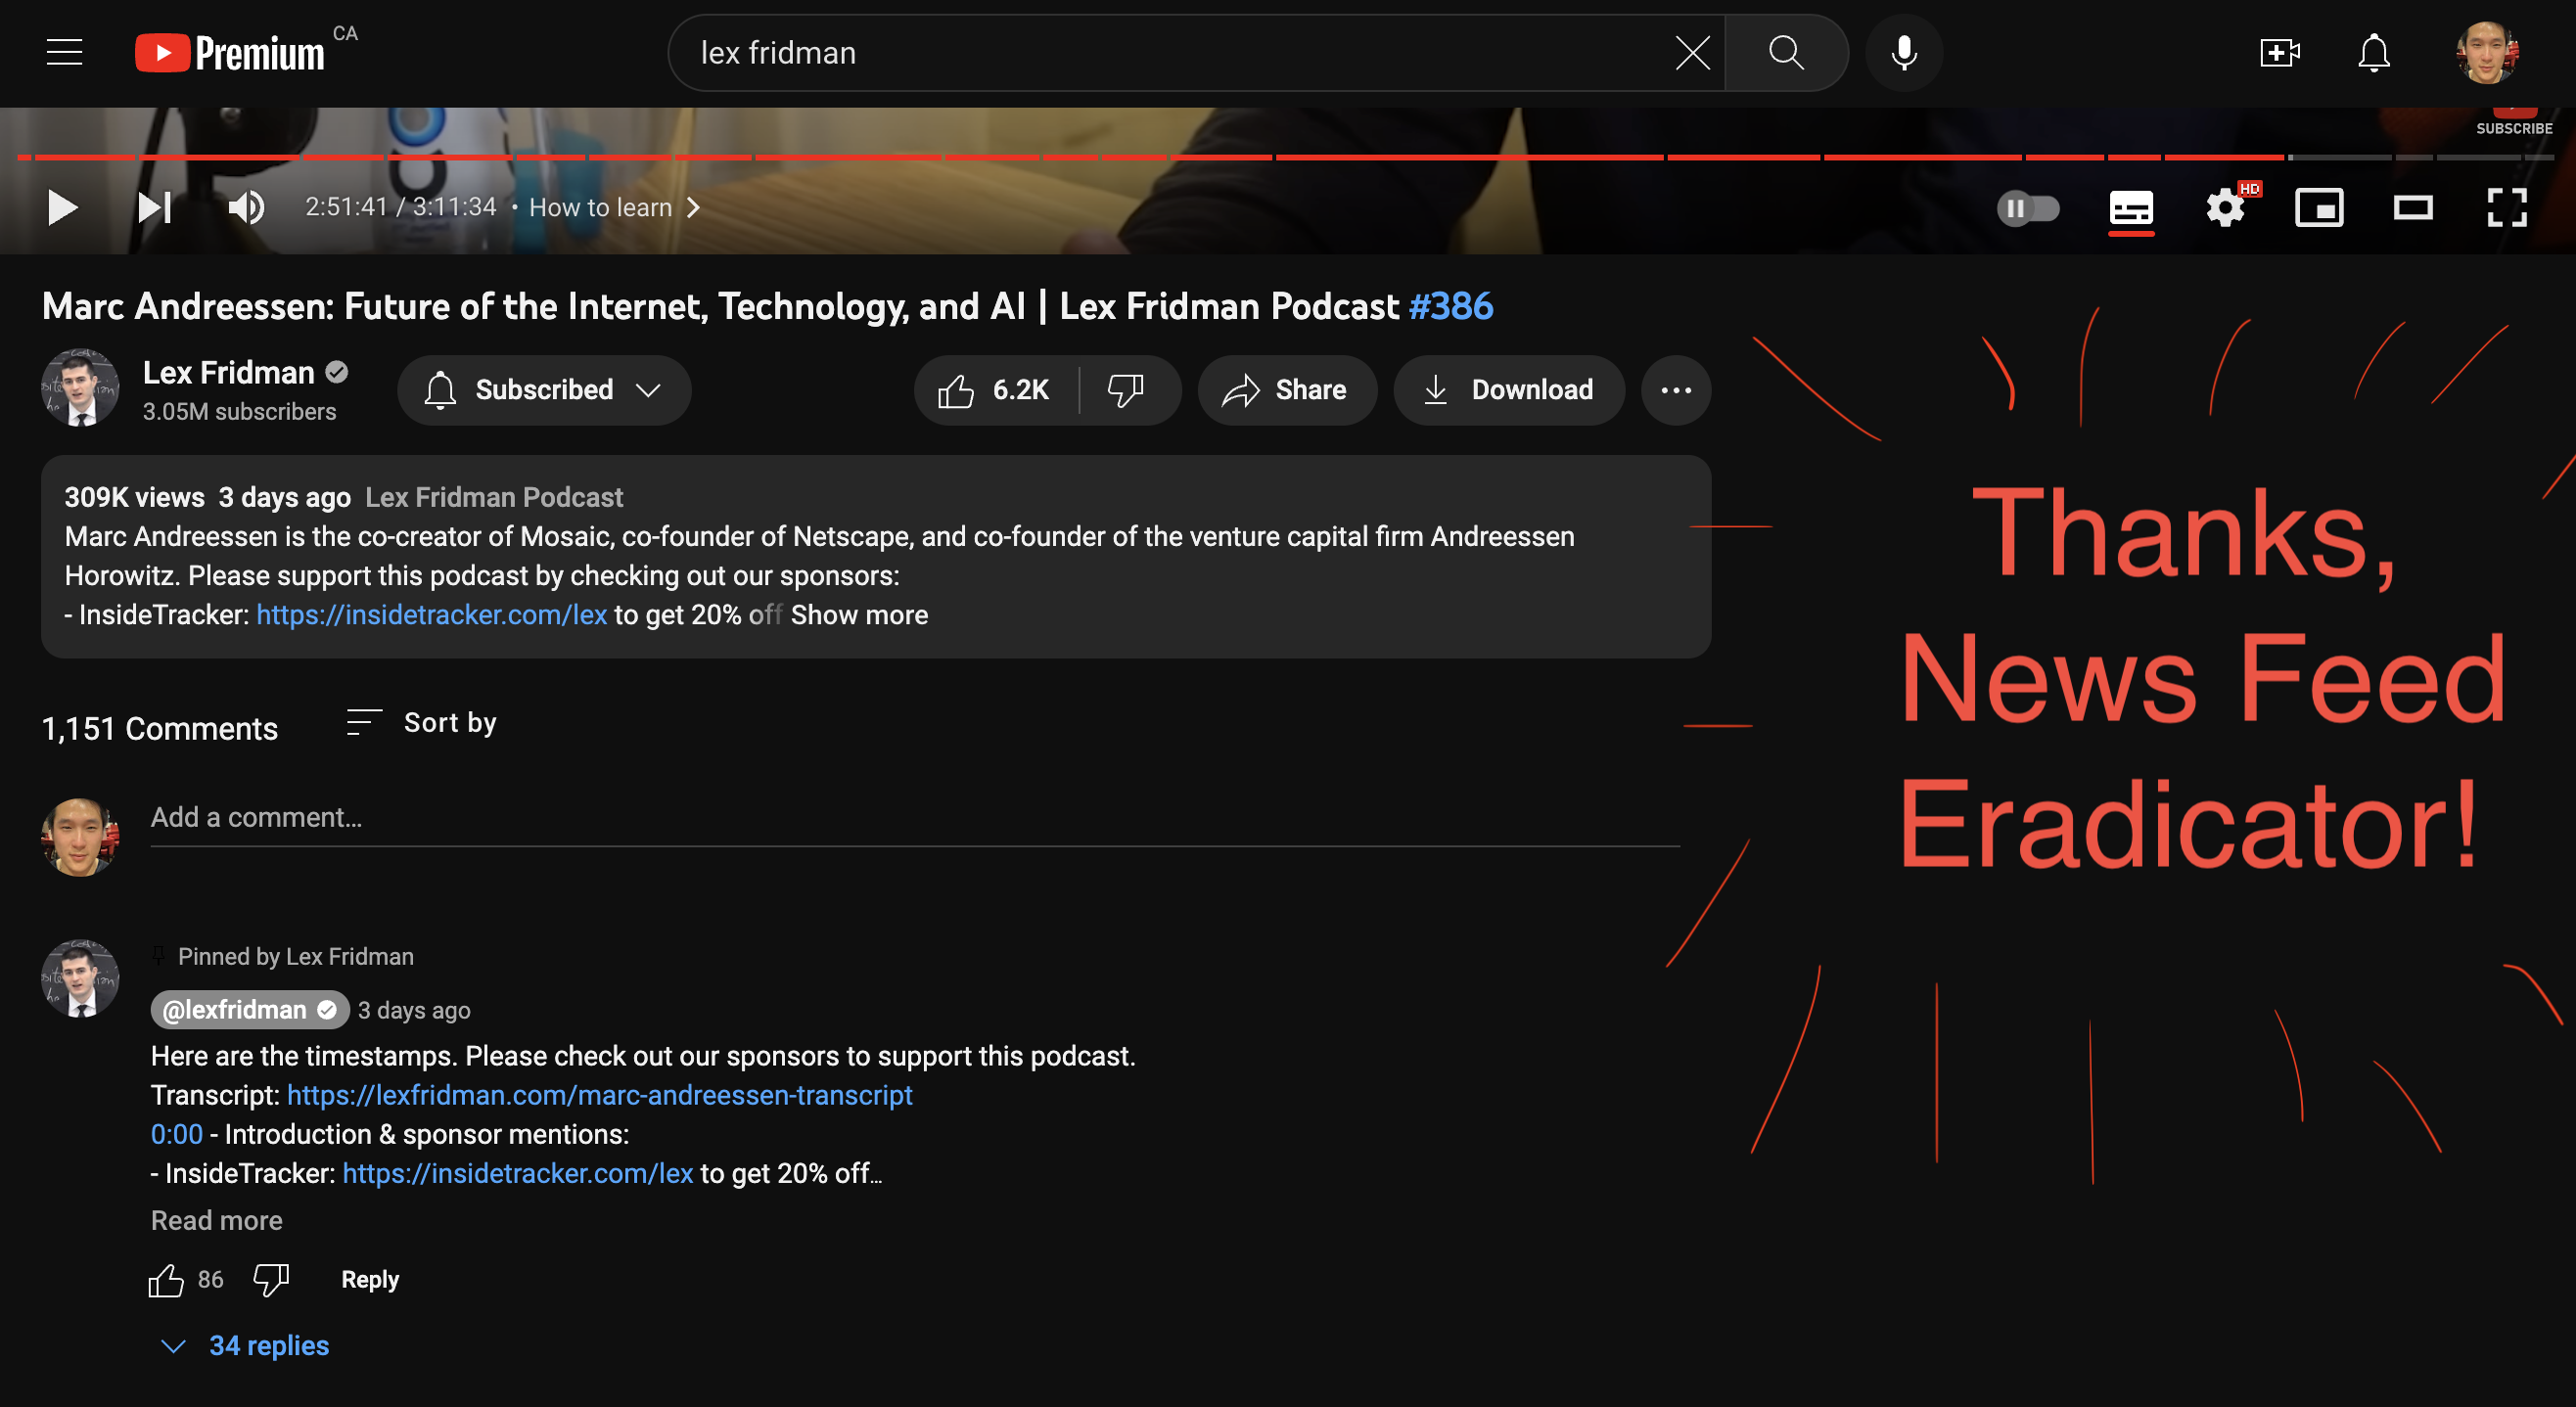 Premium CA
lex fridman
SUBSCRIBE
2:51:41 / 3:11:34 • How to learn
HD
Marc Andreessen: Future of the Internet, Technology, and AI | Lex Fridman Podcast #386
Lex Fridman
3.05M subscribers
Subscribed
6.2K
Share
Download
309K views 3 days ago Lex Fridman Podcast
Marc Andreessen is the co-creator of Mosaic, co-founder of Netscape, and co-founder of the venture capital firm Andreessen
Horowitz. Please support this podcast by checking out our sponsors:
- InsideTracker: https://insidetracker.com/lex to get 20% off Show more
Thanks,
News Feed
Eradicator!
1,151 Comments
Sort by
Add a comment...
Pinned by Lex Fridman
@lexfridman 3 days ago
Here are the timestamps. Please check out our sponsors to support this podcast.
Transcript: https://lexfridman.com/marc-andreessen-transcript
0:00 - Introduction & sponsor mentions:
- InsideTracker: https://insidetracker.com/lex to get 20% off...
Read more
86
Reply
34 replies